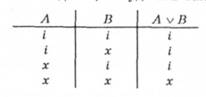 A B A ∨ B
i i i
i x i
x i i
x x x